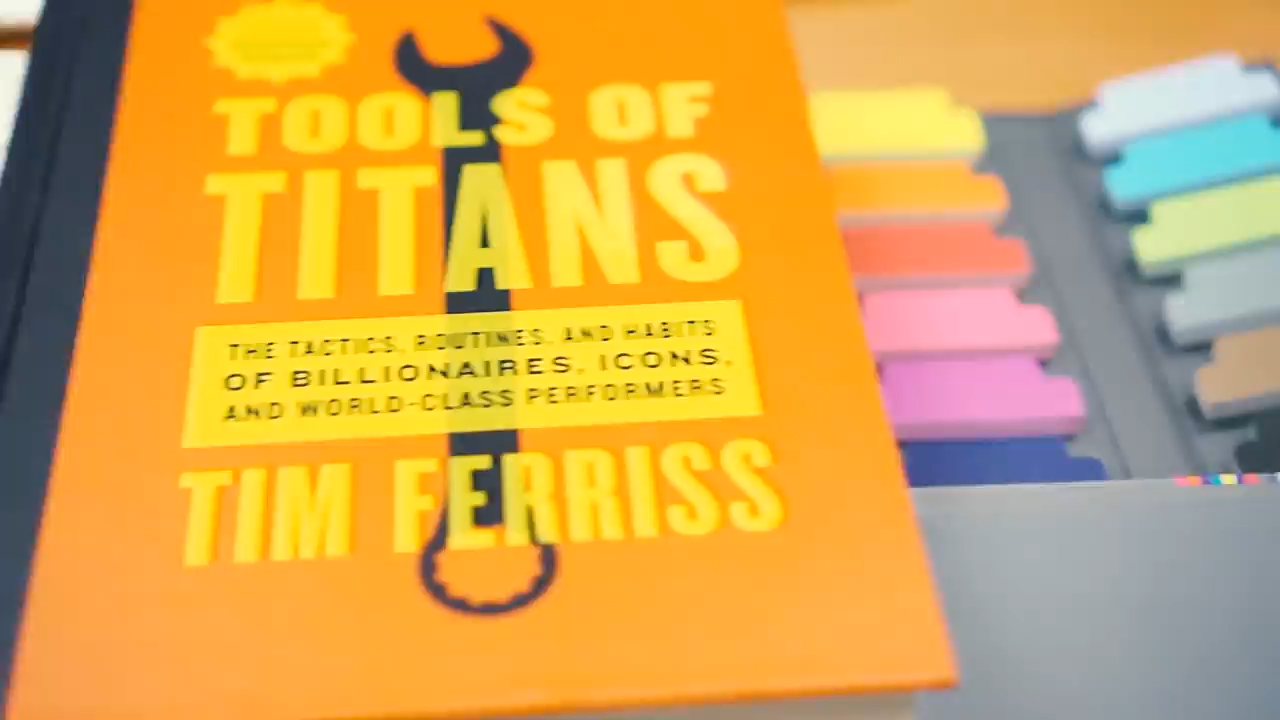 TOOLS OF
TITANS
THE TACTICS, ROUTINES, AND HABITS
OF BILLIONAIRES, ICONS,
AND WORLD-CLASS PERFORMERS
TIM FERRISS